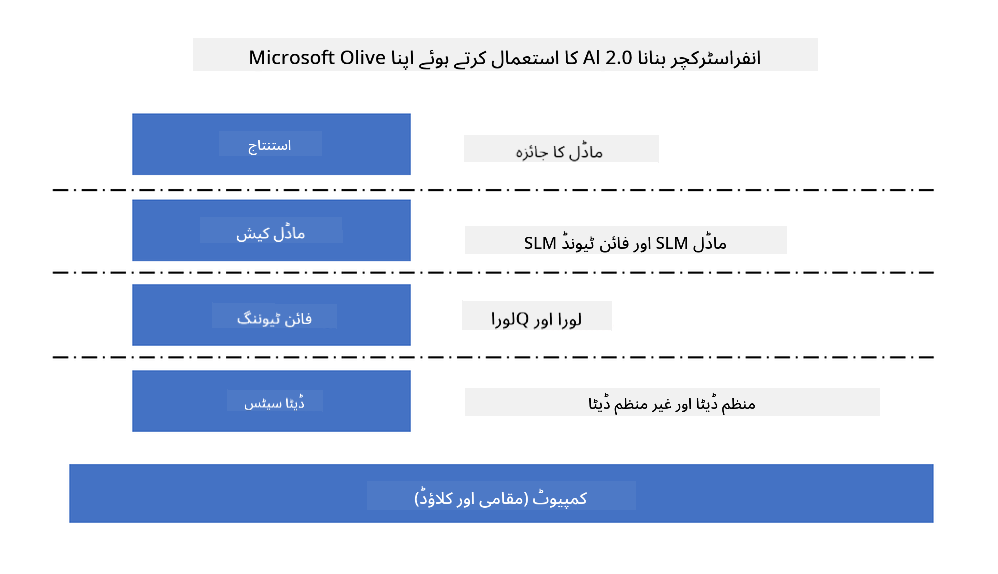 انفراسٹرکچر بنانا AI 2.0 کا استعمال کرتے ہوئے اپنا Microsoft Olive
استنتاج
ماڈل کا جائزہ
ماڈل کیش
ماڈل SLM اور فائن ٹیونڈ SLM
فائن ٹیوننگ
لورا اور Qلورا
ڈیٹا سیٹس
منظم ڈیٹا اور غیر منظم ڈیٹا
کمپیوٹ (مقامی اور کلاؤڈ)